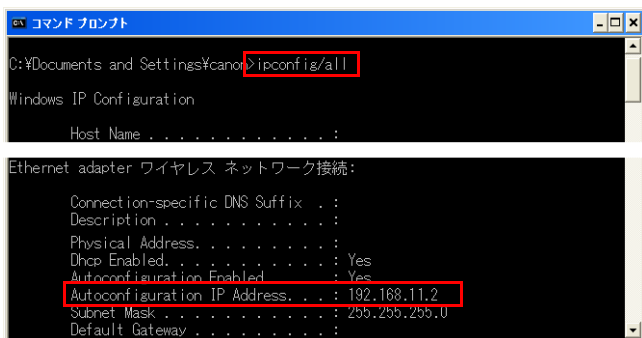 コマンド プロンプト
C:¥Documents and Settings¥canon>ipconfig/all
Windows IP Configuration
Host Name . . . . . . . . . . . . :
Ethernet adapter ワイヤレス ネットワーク接続:
Connection-specific DNS Suffix . :
Description . . . . . . . . . . . :
Physical Address. . . . . . . . . :
Dhcp Enabled. . . . . . . . . . . : Yes
Autoconfiguration Enabled . . . . : Yes
Autoconfiguration IP Address. . . : 192.168.11.2
Subnet Mask . . . . . . . . . . . : 255.255.255.0
Default Gateway . . . . . . . . . :